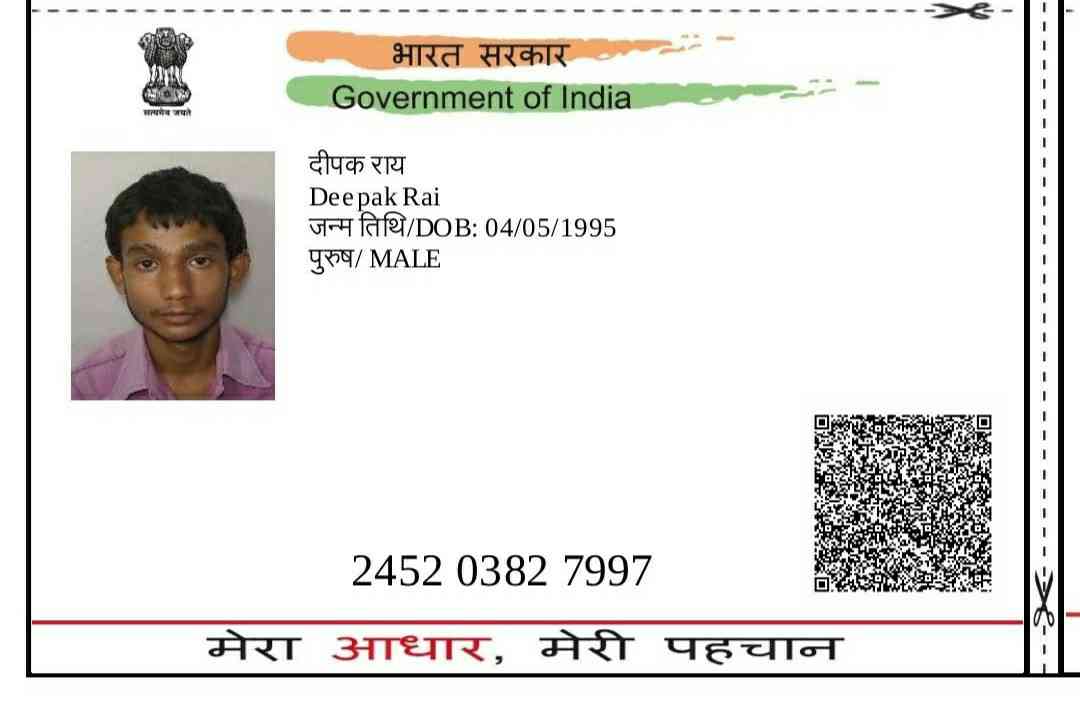 भारत सरकार
Government of India
सत्यमेव जयते
दीपक राय
Deepak Rai
जन्म तिथि/DOB: 04/05/1995
पुरुष/ MALE
2452 0382 7997
मेरा आधार, मेरी पहचान